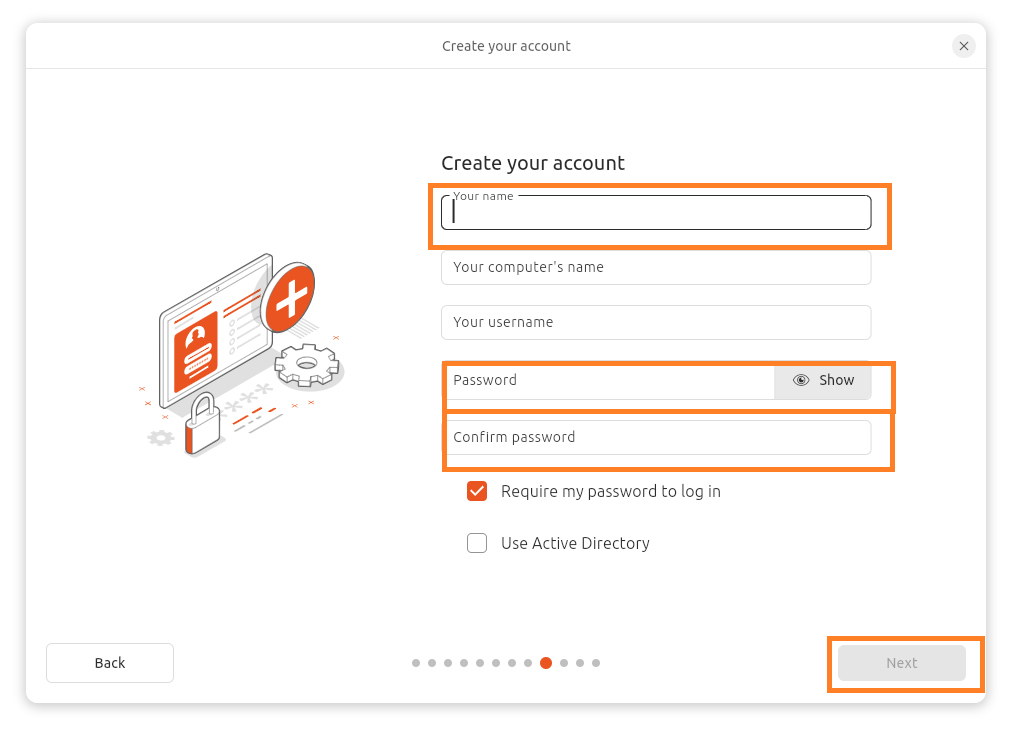 Create your account
Create your account
Your name
Your computer's name
Your username
Password
Show
Confirm password
Require my password to log in
Use Active Directory
Back
Next